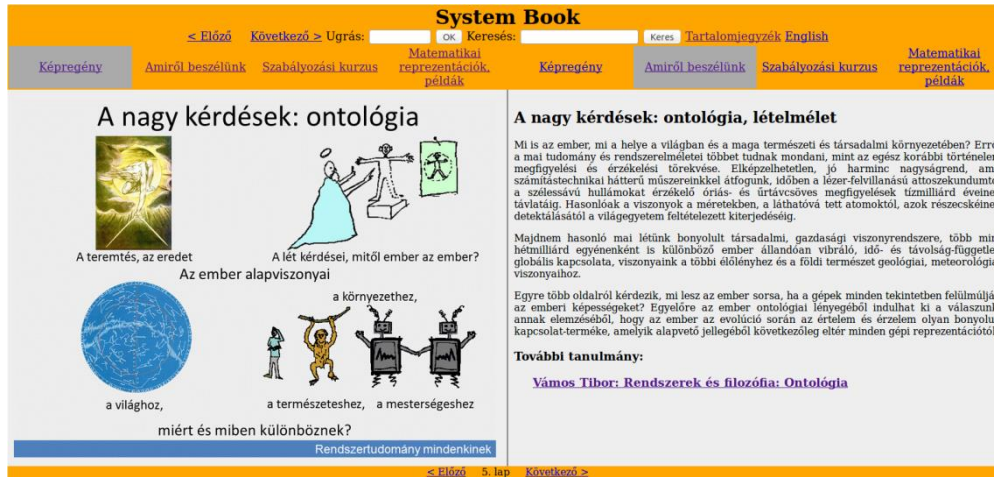 System Book
< Előző Következő > Ugrás: OK Keresés: Keres Tartalomjegyzék English
Képregény Amiről beszélünk Szabályozási kurzus Matematikai reprezentációk, példák Képregény Amiről beszélünk Szabályozási kurzus Matematikai reprezentációk, példák
A nagy kérdések: ontológia
A teremtés, az eredet
A lét kérdései, mitől ember az ember?
Az ember alapviszonyai
a környezethez,
a világhoz,
a természeteshez, a mesterségeshez
miért és miben különböznek?
Rendszertudomány mindenkinek
A nagy kérdések: ontológia, lételmélet
Mi is az ember, mi a helye a világban és a maga természeti és társadalmi környezetében? Erre
a mai tudomány és rendszerelméletei többet tudnak mondani, mint az egész korábbi történelem
megfigyelési és érzékelési törekvése. Elképzelhetetlen, jó harminc nagyságrend, am
számítástechnikai hátterű műszereinkkel átfogunk, időben a lézer-felvillanású attoszekundumto
a szélessávú hullámokat érzékelő óriás- és űrtávcsöves megfigyelések tízmilliárd éveine
távlatáig. Hasonlóak a viszonyok a méretekben, a láthatóvá tett atomoktól, azok részecskéine
detektálásától a világegyetem feltételezett kiterjedéséig.
Majdnem hasonló mai létünk bonyolult társadalmi, gazdasági viszonyrendszere, több min
hétmilliárd egyénenként is különböző ember állandóan vibráló, idő- és távolság-függetle
globális kapcsolata, viszonyaink a többi élőlényhez és a földi természet geológiai, meteorológia
viszonyaihoz.
Egyre több oldalról kérdezik, mi lesz az ember sorsa, ha a gépek minden tekintetben felülmúljá
az emberi képességeket? Egyelőre az ember ontológiai lényegéből indulhat ki a válaszunk
annak elemzéséből, hogy az ember az evolúció során az értelem és érzelem olyan bonyolu
kapcsolat-terméke, amelyik alapvető jellegéből következőleg eltér minden gépi reprezentációtó
További tanulmány:
Vámos Tibor: Rendszerek és filozófia: Ontológia
< Előző 5. lap Következő >